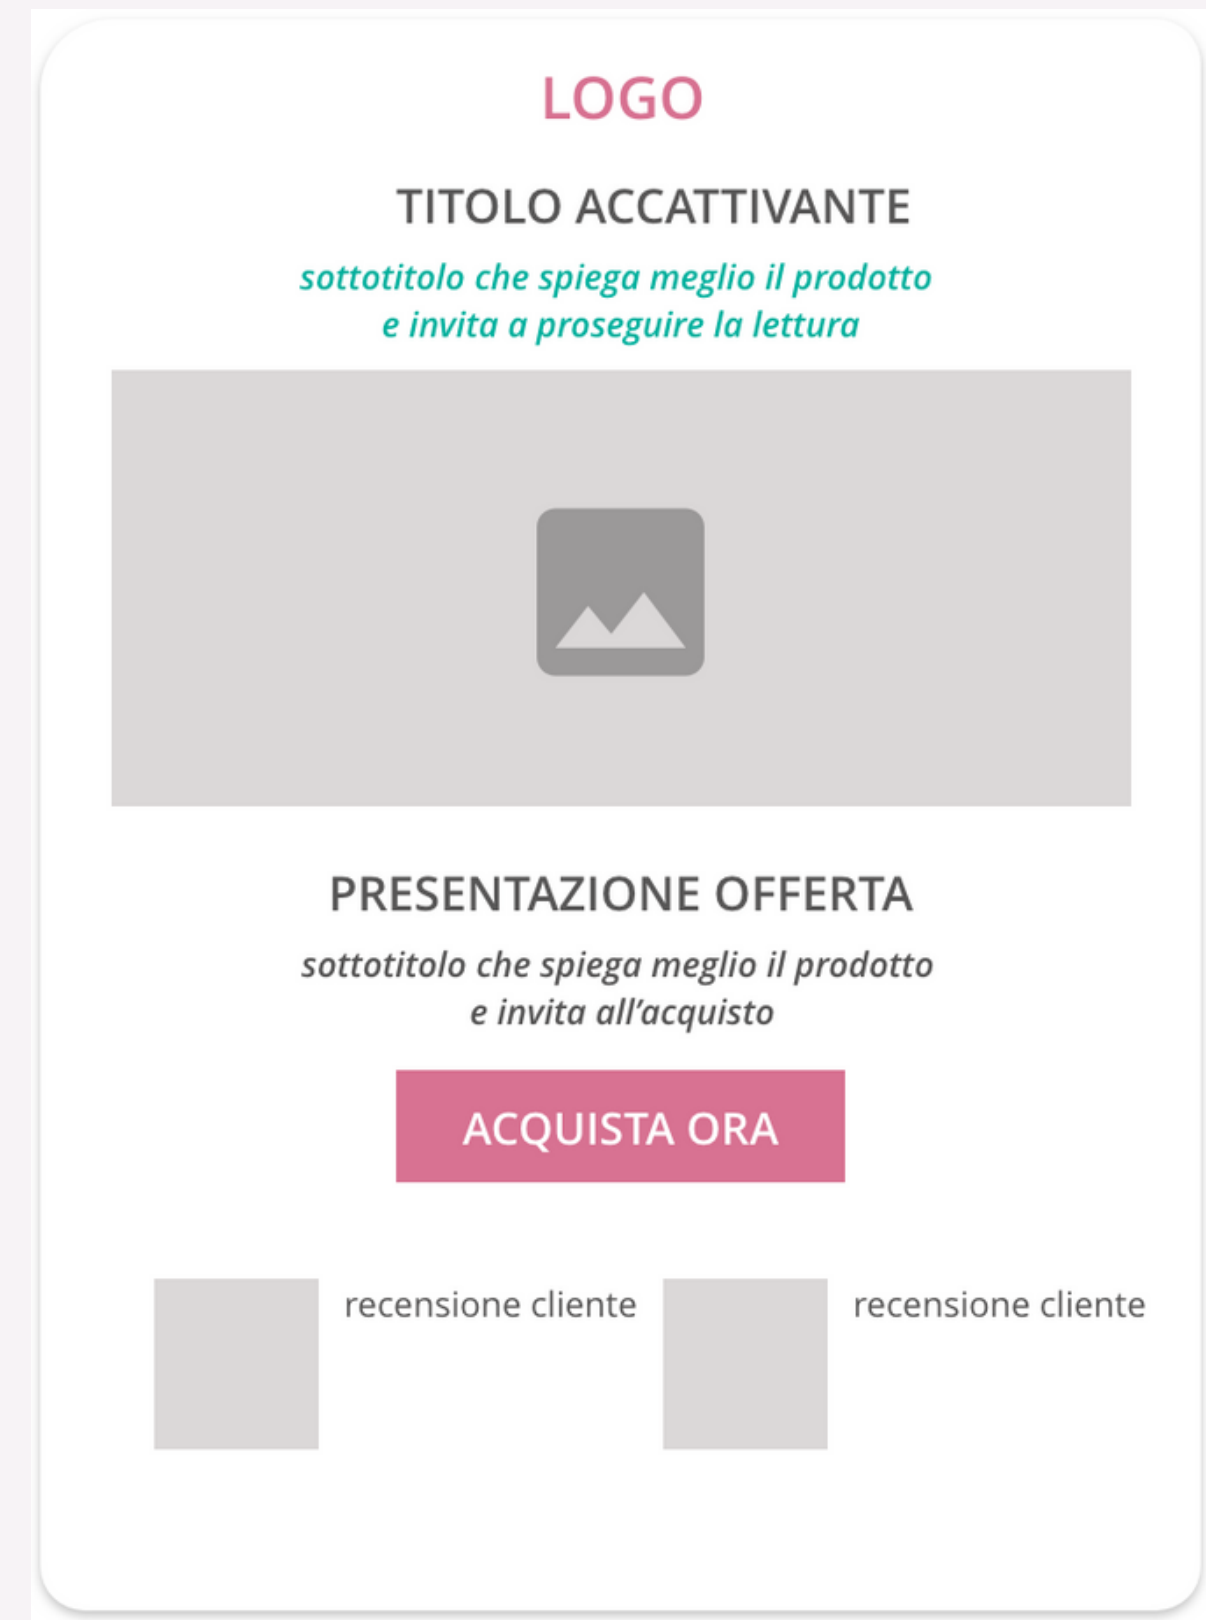 LOGO
TITOLO ACCATTIVANTE
sottotitolo che spiega meglio il prodotto
e invita a proseguire la lettura
PRESENTAZIONE OFFERTA
sottotitolo che spiega meglio il prodotto
e invita all’acquisto
ACQUISTA ORA
recensione cliente
recensione cliente